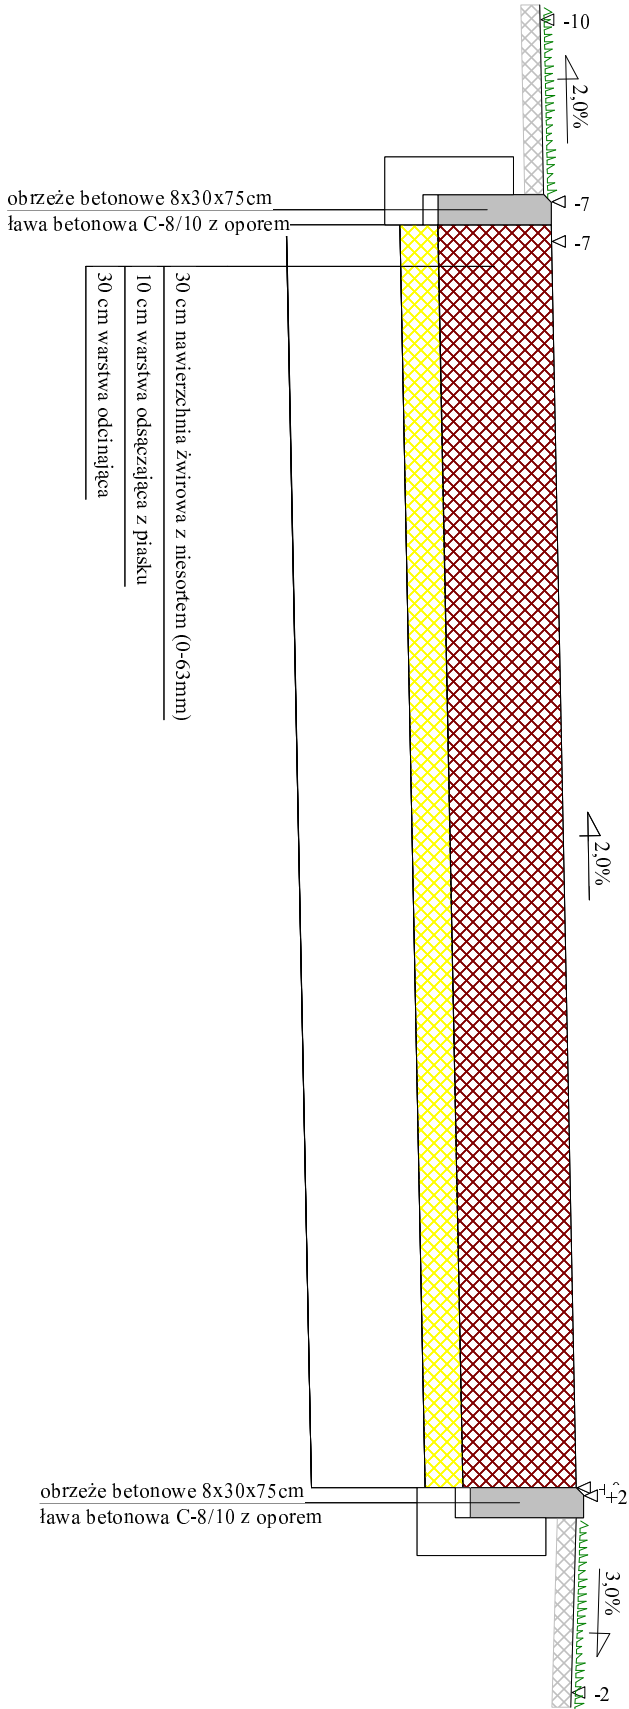 -10
2,0%
obrzeże betonowe 8x30x75cm
ława betonowa C-8/10 z oporem
-7
-7
30 cm nawierzchnia żwirowa z niesortem (0-63mm)
10 cm warstwa odsączająca z piasku
30 cm warstwa odcinająca
2,0%
obrzeże betonowe 8x30x75cm
ława betonowa C-8/10 z oporem
+2
3,0%
-2